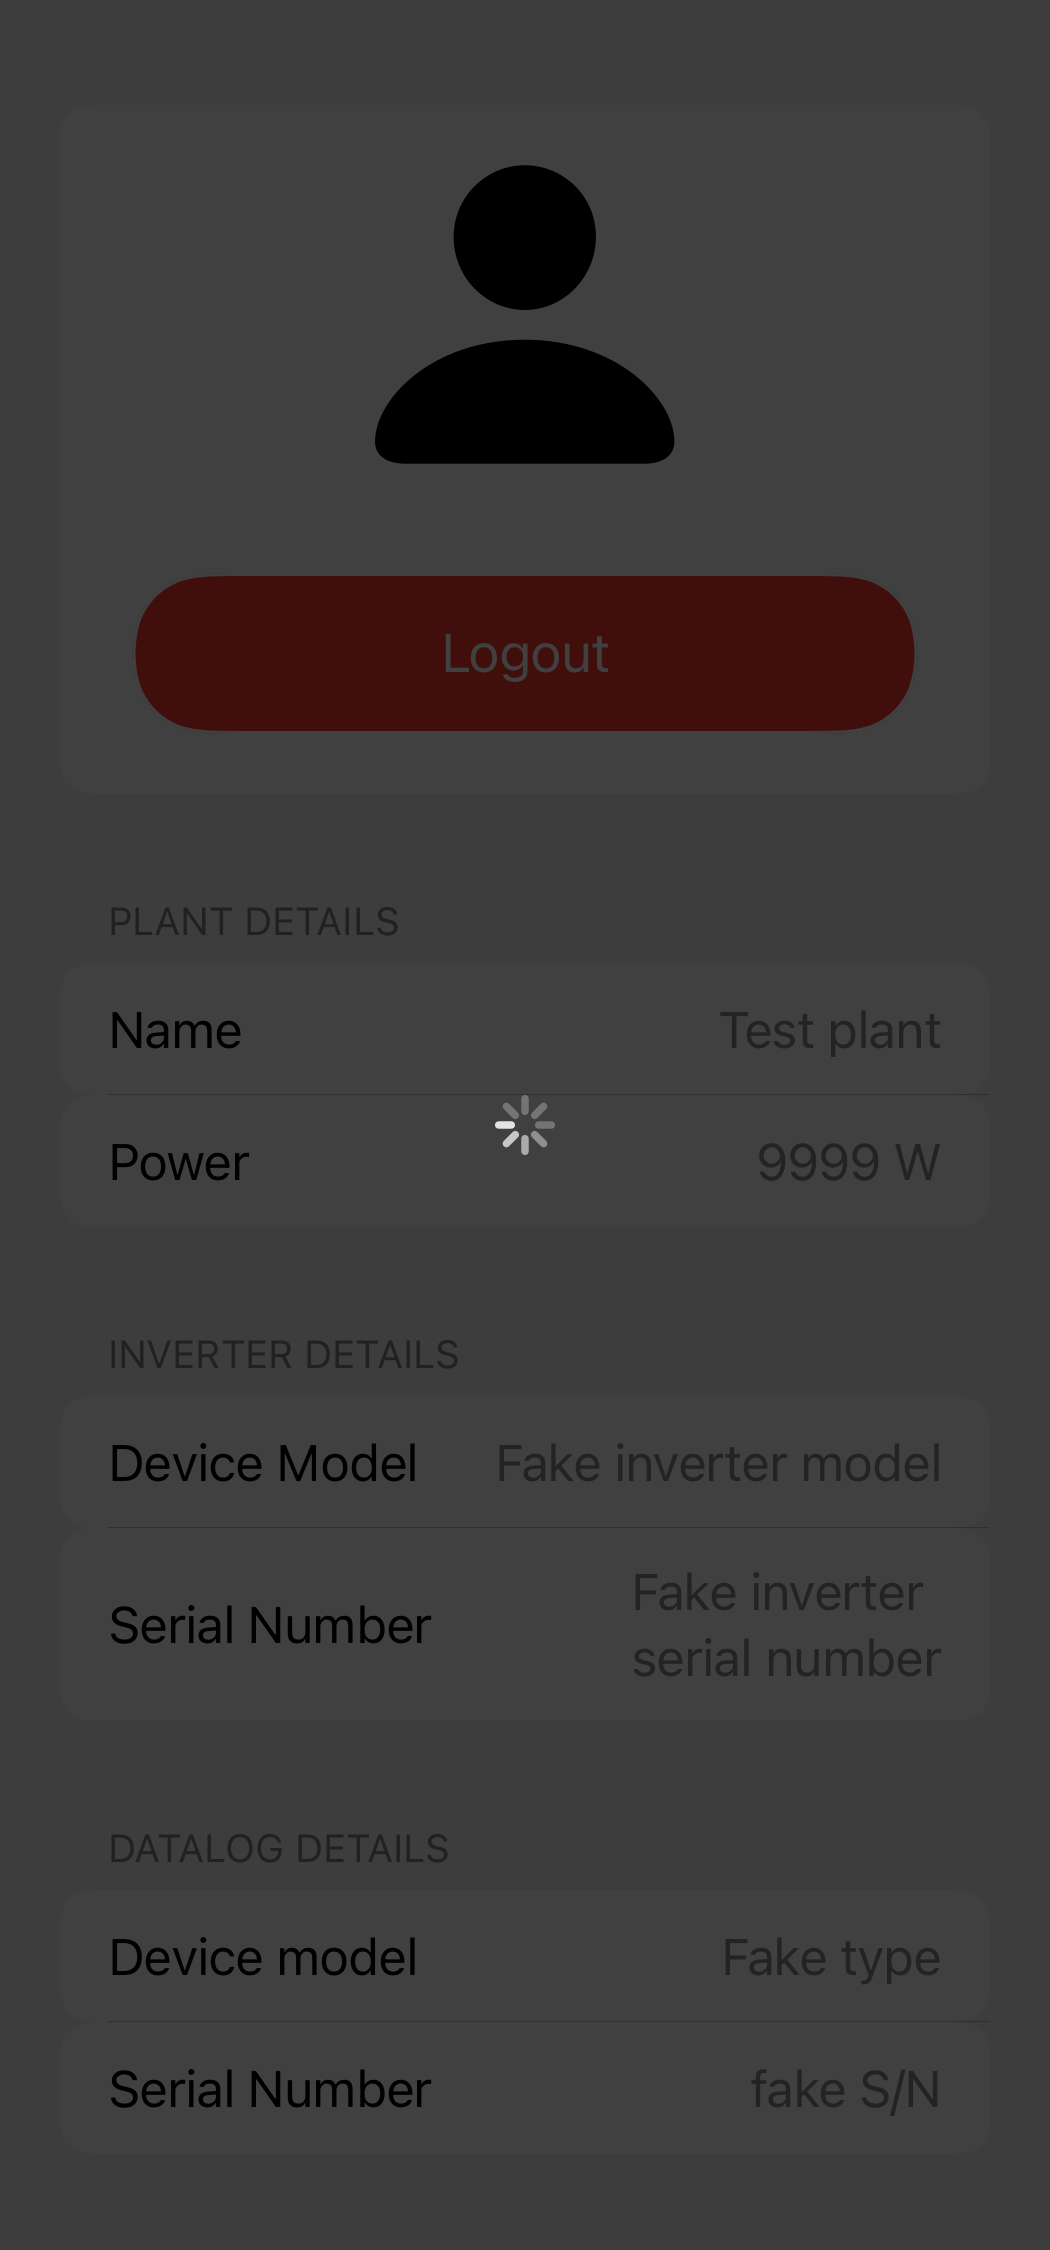 Logout
PLANT DETAILS
Name Test plant
Power 9999 W
INVERTER DETAILS
Device Model Fake inverter model
Serial Number Fake inverter
serial number
DATALOG DETAILS
Device model Fake type
Serial Number fake S/N